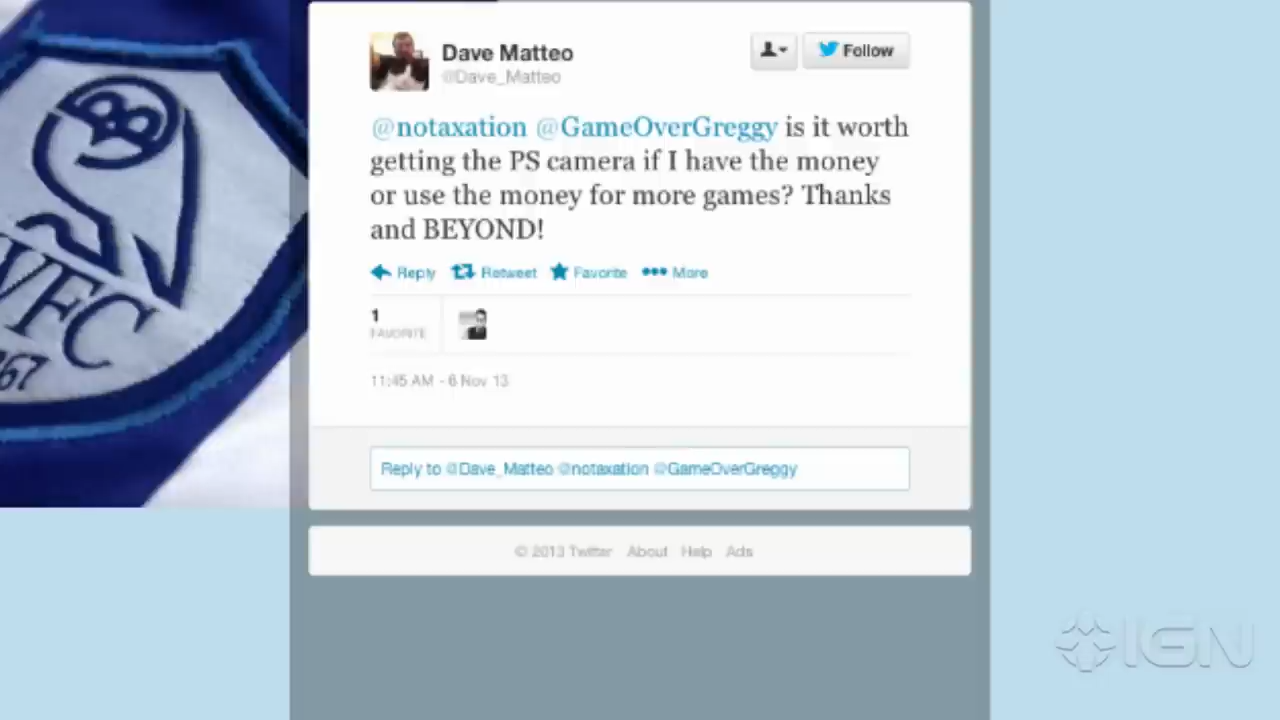 Dave Matteo
@Dave_Matteo
Follow
@notaxation @GameOverGreggy is it worth
getting the PS camera if I have the money
or use the money for more games? Thanks
and BEYOND!
Reply Retweet Favorite More
1
FAVORITE
11:45 AM - 6 Nov 13
Reply to @Dave_Matteo @notaxation @GameOverGreggy
© 2013 Twitter About Help Ads
FC
67
IGN